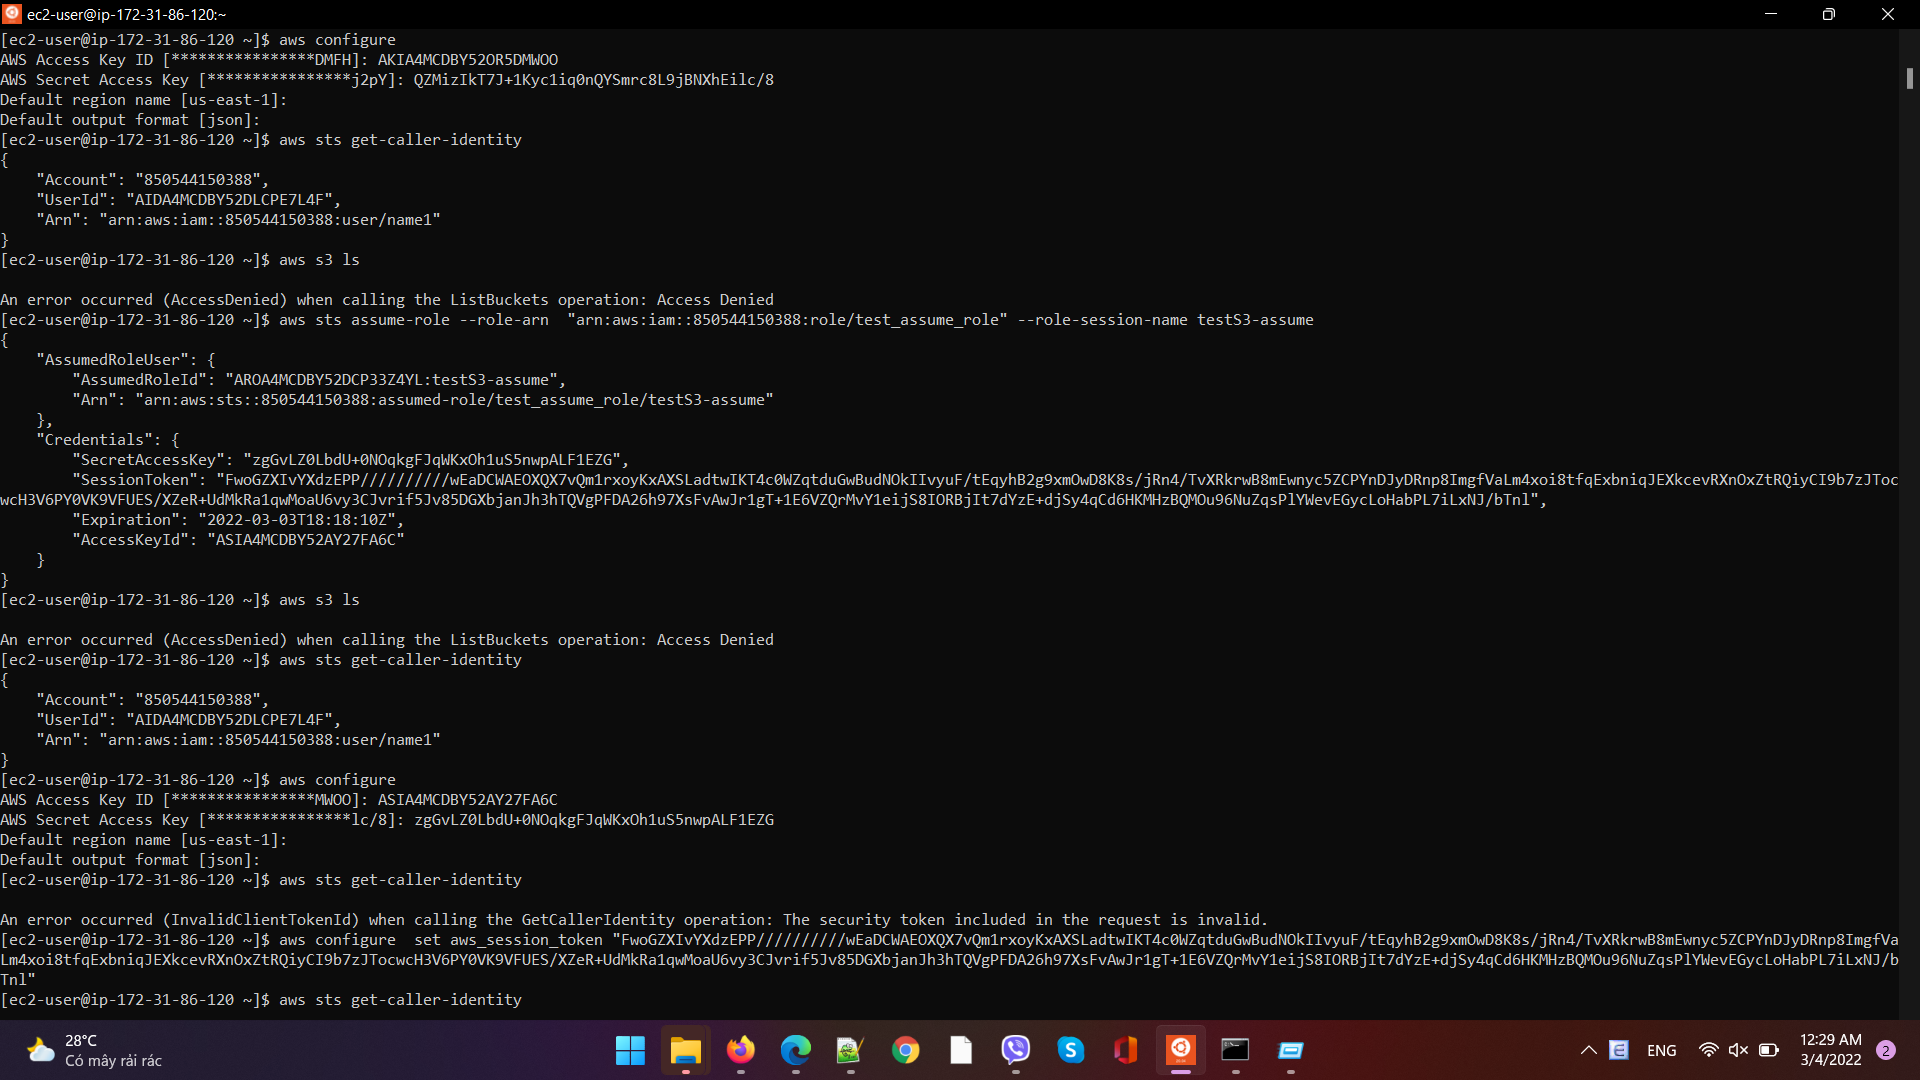 ec2-user@ip-172-31-86-120:~
[ec2-user@ip-172-31-86-120 ~]$ aws configure
AWS Access Key ID [****************DMFH]: AKIA4MCDBY52OR5DMWOO
AWS Secret Access Key [****************j2pY]: 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
Default region name [us-east-1]:
Default output format [json]:
[ec2-user@ip-172-31-86-120 ~]$ aws sts get-caller-identity
{
    "Account": "850544150388",
    "UserId": "AIDA4MCDBY52DLCPE7L4F",
    "Arn": "arn:aws:iam::850544150388:user/name1"
}
[ec2-user@ip-172-31-86-120 ~]$ aws s3 ls
An error occurred (AccessDenied) when calling the ListBuckets operation: Access Denied
[ec2-user@ip-172-31-86-120 ~]$ aws sts assume-role --role-arn  "arn:aws:iam::850544150388:role/test_assume_role" --role-session-name testS3-assume
{
    "AssumedRoleUser": {
        "AssumedRoleId": "AROA4MCDBY52DCP33Z4YL:testS3-assume",
        "Arn": "arn:aws:sts::850544150388:assumed-role/test_assume_role/testS3-assume"
    },
    "Credentials": {
        "SecretAccessKey": "zgGvLZ0LbdU+0NOqkgFJqWKxOh1uS5nwpALF1EZG",
        "SessionToken": "FwoGZXIvYXdzEPP//////////wEaDCWAEOXQX7vQm1rxoyKxAXSLadtwIKT4c0WZqtduGwBudNOkIIvyuF/tEqyhB2g9xmOwD8K8s/jRn4/TvXRkrwB8mEwnyc5ZCPYnDJyDRnp8ImgfVaLm4xoi8tfqExbniqJEXkcevRXnOxZtRQiyCI9b7zJToc
wcH3V6PY0VK9VFUES/XZeR+UdMkRa1qwMoaU6vy3CJvrif5Jv85DGXbjanJh3hTQVgPFDA26h97XsFvAwJr1gT+1E6VZQrMvY1eijS8IORBjIt7dYzE+djSy4qCd6HKMHzBQMOu96NuZqsPlYWevEGycLoHabPL7iLxNJ/bTnl",
        "Expiration": "2022-03-03T18:18:10Z",
        "AccessKeyId": "ASIA4MCDBY52AY27FA6C"
    }
}
[ec2-user@ip-172-31-86-120 ~]$ aws s3 ls
An error occurred (AccessDenied) when calling the ListBuckets operation: Access Denied
[ec2-user@ip-172-31-86-120 ~]$ aws sts get-caller-identity
{
    "Account": "850544150388",
    "UserId": "AIDA4MCDBY52DLCPE7L4F",
    "Arn": "arn:aws:iam::850544150388:user/name1"
}
[ec2-user@ip-172-31-86-120 ~]$ aws configure
AWS Access Key ID [****************MWOO]: ASIA4MCDBY52AY27FA6C
AWS Secret Access Key [****************lc/8]: zgGvLZ0LbdU+0NOqkgFJqWKxOh1uS5nwpALF1EZG
Default region name [us-east-1]:
Default output format [json]:
[ec2-user@ip-172-31-86-120 ~]$ aws sts get-caller-identity
An error occurred (InvalidClientTokenId) when calling the GetCallerIdentity operation: The security token included in the request is invalid.
[ec2-user@ip-172-31-86-120 ~]$ aws configure  set aws_session_token "FwoGZXIvYXdzEPP//////////wEaDCWAEOXQX7vQm1rxoyKxAXSLadtwIKT4c0WZqtduGwBudNOkIIvyuF/tEqyhB2g9xmOwD8K8s/jRn4/TvXRkrwB8mEwnyc5ZCPYnDJyDRnp8ImgfVa
Lm4xoi8tfqExbniqJEXkcevRXnOxZtRQiyCI9b7zJTocwcH3V6PY0VK9VFUES/XZeR+UdMkRa1qwMoaU6vy3CJvrif5Jv85DGXbjanJh3hTQVgPFDA26h97XsFvAwJr1gT+1E6VZQrMvY1eijS8IORBjIt7dYzE+djSy4qCd6HKMHzBQMOu96NuZqsPlYWevEGycLoHabPL7iLxNJ/b
Tnl"
[ec2-user@ip-172-31-86-120 ~]$ aws sts get-caller-identity
28°C
Có mây rải rác
ENG
12:29 AM
3/4/2022
2